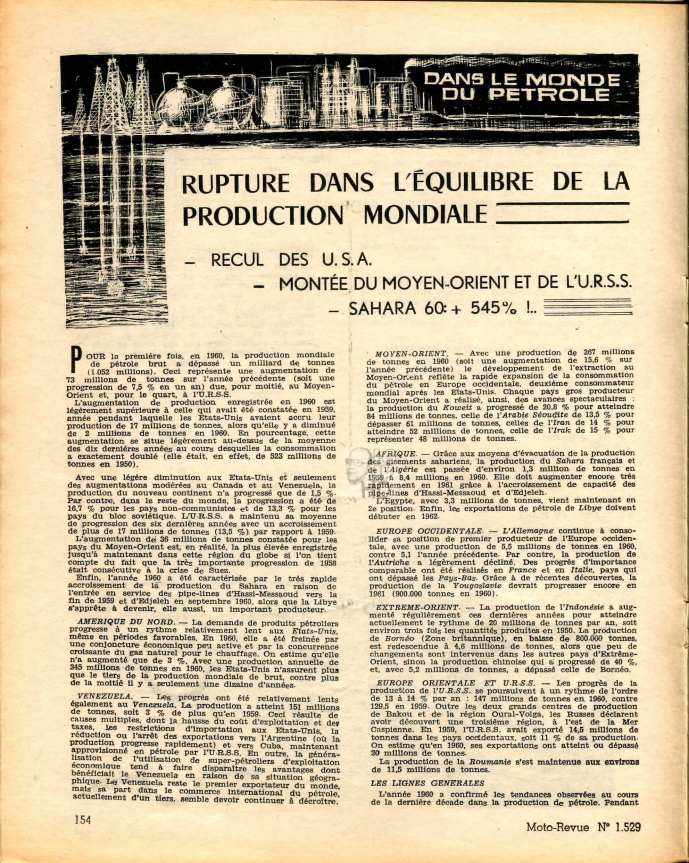 DANS LE MONDE
DU PETROLE
RUPTURE DANS L'ÉQUILIBRE DE LA
PRODUCTION MONDIALE
– RECUL DES U.S.A.
– MONTÉE DU MOYEN-ORIENT ET DE L'U.R.S.S.
– SAHARA 60: + 545% !..
POUR la première fois, en 1960, la production mondiale
de pétrole brut a dépassé un milliard de tonnes
(1.052 millions). Ceci représente une augmentation de
73 millions de tonnes sur l'année précédente (soit une
progression de 7,5 % en un an) due, pour moitié, au Moyen-
Orient et, pour le quart, à l'U.R.S.S.
L'augmentation de production enregistrée en 1960 est
légèrement supérieure à celle qui avait été constatée en 1959,
année pendant laquelle les Etats-Unis avaient accru leur
production de 17 millions de tonnes, alors qu'elle y a diminué
de 2 millions de tonnes en 1960. En pourcentage, cette
augmentation se situe légèrement au-dessus de la moyenne
des dix dernières années au cours desquelles la consommation
a exactement doublé (elle était, en effet, de 523 millions de
tonnes en 1950).
Avec une légère diminution aux Etats-Unis et seulement
des augmentations modérées au Canada et au Venezuela, la
production du nouveau continent n'a progressé que de 1,5 %.
Par contre, dans le reste du monde, la progression a été de
16,7 % pour les pays non-communistes et de 13,3 % pour les
pays du bloc soviétique. L'U.R.S.S. a maintenu sa moyenne
de progression des six dernières années avec un accroissement
de plus de 17 millions de tonnes (13,5 %) par rapport à 1959.
L'augmentation de 36 millions de tonnes constatée pour les
pays du Moyen-Orient est, en réalité, la plus élevée enregistrée
jusqu'à maintenant dans cette région du globe si l'on tient
compte du fait que la très importante progression de 1958
était consécutive à la crise de Suez.
Enfin, l'année 1960 a été caractérisée par le très rapide
accroissement de la production du Sahara en raison de
l'entrée en service des pipe-lines d'Hassi-Messaoud vers la
fin de 1959 et d'Edjeleh en septembre 1960, alors que la Libye
s'apprête à devenir, elle aussi, un important producteur.
AMERIQUE DU NORD. — La demande de produits pétroliers
progresse à un rythme relativement lent aux Etats-Unis,
même en périodes favorables. En 1960, elle a été freinée par
une conjoncture économique peu active et par la concurrence
croissante du gaz naturel pour le chauffage. On estime qu'elle
n'a augmenté que de 3 %. Avec une production annuelle de
345 millions de tonnes en 1960, les Etats-Unis n'assurent plus
que le tiers de la production mondiale de brut, contre plus
de la moitié il y a seulement une dizaine d'années.
VENEZUELA. — Les progrès ont été relativement lents
également au Venezuela. La production a atteint 151 millions
de tonnes, soit 3 % de plus qu'en 1959. Ceci résulte de
causes multiples, dont la hausse du coût d'exploitation et des
taxes, les restrictions d'importation aux Etats-Unis, la
réduction ou l'arrêt des exportations vers l'Argentine (où la
production progresse rapidement) et vers Cuba, maintenant
approvisionné en pétrole par l'U.R.S.S. En outre, la généra-
lisation de l'utilisation de super-pétroliers d'exploitation
économique tend à faire disparaître les avantages dont
bénéficiait le Venezuela en raison de sa situation géogra-
phique. Le Venezuela reste le premier exportateur du monde,
mais sa part dans le commerce international du pétrole,
actuellement d'un tiers, semble devoir continuer à décroître.
MOYEN-ORIENT. — Avec une production de 267 millions
de tonnes en 1960 (soit une augmentation de 15,6 % sur
l'année précédente) le développement de l'extraction au
Moyen-Orient reflète la rapide expansion de la consommation
du pétrole en Europe occidentale, deuxième consommateur
mondial après les Etats-Unis. Chaque pays gros producteur
du Moyen-Orient a réalisé, ainsi, des avances spectaculaires :
la production du Koweit a progressé de 20,8 % pour atteindre
84 millions de tonnes, celle de l'Arabie Séoudite de 13,5 % pour
dépasser 61 millions de tonnes, celles de l'Iran de 14 % pour
atteindre 52 millions de tonnes, celle de l'Irak de 15 % pour
représenter 48 millions de tonnes.
AFRIQUE. — Grâce aux moyens d'évacuation de la production
des gisements sahariens, la production du Sahara français et
de l'Algérie est passée d'environ 1,3 million de tonnes en
1959 à 8,4 millions en 1960. Elle doit augmenter encore très
rapidement en 1961 grâce à l'accroissement de capacité des
pipe-lines d'Hassi-Messaoud et d'Edjeleh.
L'Egypte, avec 3,3 millions de tonnes, vient maintenant en
2e position. Enfin, les exportations de pétrole de Libye doivent
débuter en 1962.
EUROPE OCCIDENTALE. — L'Allemagne continue à conso-
lider sa position de premier producteur de l'Europe occiden-
tale, avec une production de 5,5 millions de tonnes en 1960,
contre 5,1 l'année précédente. Par contre, la production de
l'Autriche a légèrement décliné. Des progrès d'importance
comparable ont été réalisés en France et en Italie, pays qui
ont dépassé les Pays-Bas. Grâce à de récentes découvertes, la
production de la Yougoslavie devrait progresser encore en
1961 (900.000 tonnes en 1960).
EXTREME-ORIENT. — La production de l'Indonésie a aug-
menté régulièrement ces dernières années pour atteindre
actuellement le rythme de 20 millions de tonnes par an, soit
environ trois fois les quantités produites en 1950. La production
de Bornéo (Zone britannique), en baisse de 800.000 tonnes,
est redescendue à 4,6 millions de tonnes, alors que peu de
changements sont intervenus dans les autres pays d'Extrême-
Orient, sinon la production chinoise qui a progressé de 40 %,
et, avec 5,2 millions de tonnes, a dépassé celle de Bornéo.
EUROPE ORIENTALE ET U.R.S.S. — Les progrès de la
production de l'U.R.S.S. se poursuivent à un rythme de l'ordre
de 13 à 14 % par an : 147 millions de tonnes en 1960, contre
129,5 en 1959. Outre les deux grands centres de production
de Bakou et de la région Oural-Volga, les Russes déclarent
avoir découvert une troisième région, à l'est de la Mer
Caspienne. En 1959, l'U.R.S.S. avait exporté 14,5 millions de
tonnes dans les pays occidentaux, soit 11 % de sa production.
On estime qu'en 1960, ses exportations ont atteint ou dépassé
20 millions de tonnes.
La production de la Roumanie s'est maintenue aux environs
de 11,5 millions de tonnes.
LES LIGNES GENERALES
L'année 1960 a confirmé les tendances observées au cours
de la dernière décade dans la production de pétrole. Pendant
154
Moto-Revue N° 1.529